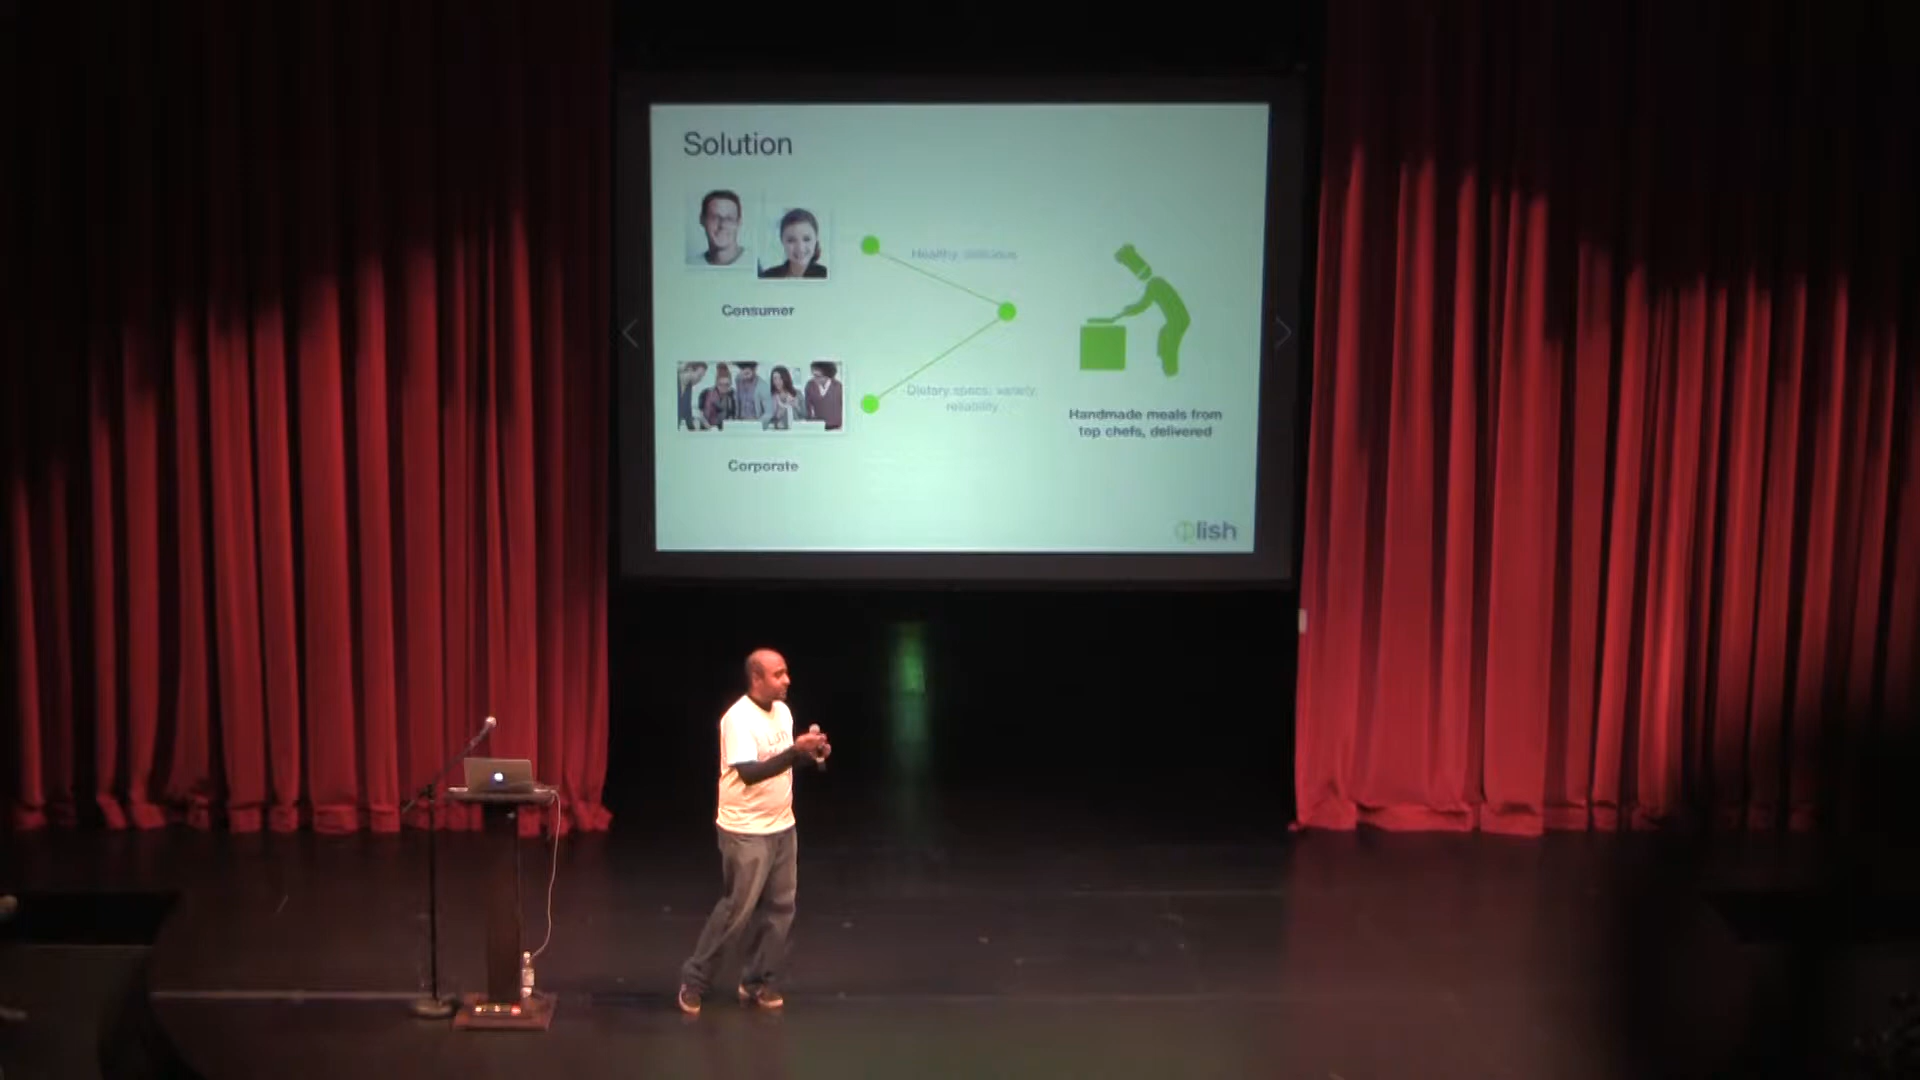 Solution
Healthy, delicious
Consumer
Dietary specs, variety,
reliability
Handmade meals from
top chefs, delivered
Corporate
lish